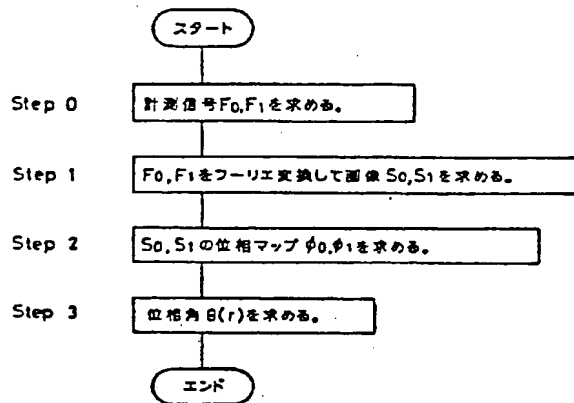 スタート
Step 0 計測信号F0,F1を求める。
Step 1 F0,F1をフーリエ変換して画像S0,S1を求める。
Step 2 S0,S1の位相マップφ0,φ1を求める。
Step 3 位相角θ(r)を求める。
エンド